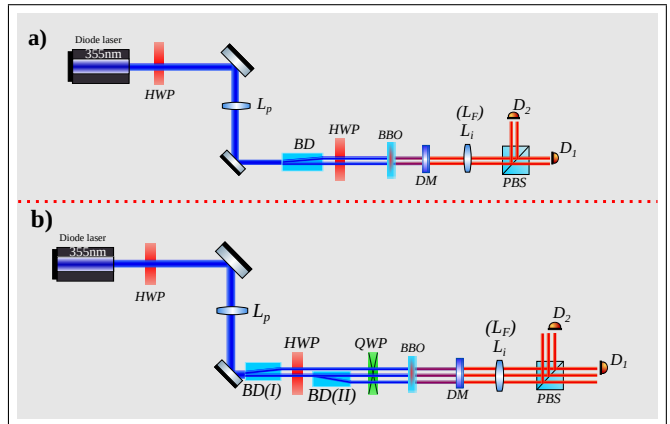 a)
Diode laser
355nm
HWP
L_p
BD
HWP
BBO
DM
(L_F)
L_i
D_2
D_1
PBS
b)
Diode laser
355nm
HWP
L_p
BD(I)
HWP
BD(II)
QWP
BBO
DM
(L_F)
L_i
D_2
D_1
PBS